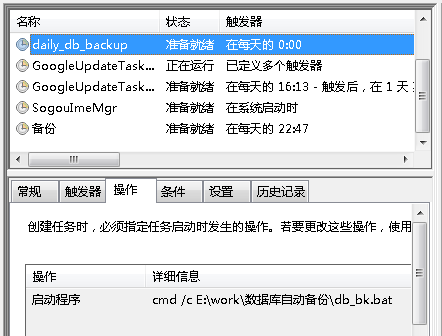 名称 状态 触发器
daily_db_backup 准备就绪 在每天的 0:00
GoogleUpdateTask... 正在运行 已定义多个触发器
GoogleUpdateTask... 准备就绪 在每天的 16:13 - 触发后，在 1 天
SogouImeMgr 准备就绪 在系统启动时
备份 准备就绪 在每天的 22:47
常规 触发器 操作 条件 设置 历史记录
创建任务时，必须指定任务启动时发生的操作。若要更改这些操作，使用
操作 详细信息
启动程序 cmd /c E:\work\数据库自动备份\db_bk.bat